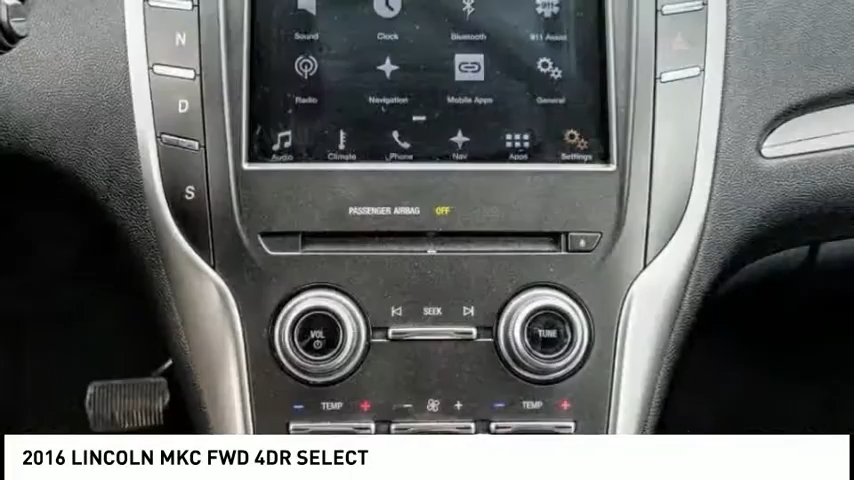 Sound Clock Bluetooth 911 Assist
N
Radio Navigation Mobile Apps General
D
Audio Climate Phone Nav Apps Settings
S
PASSENGER AIRBAG OFF
SEEK
VOL
TUNE
TEMP
TEMP
2016 LINCOLN MKC FWD 4DR SELECT